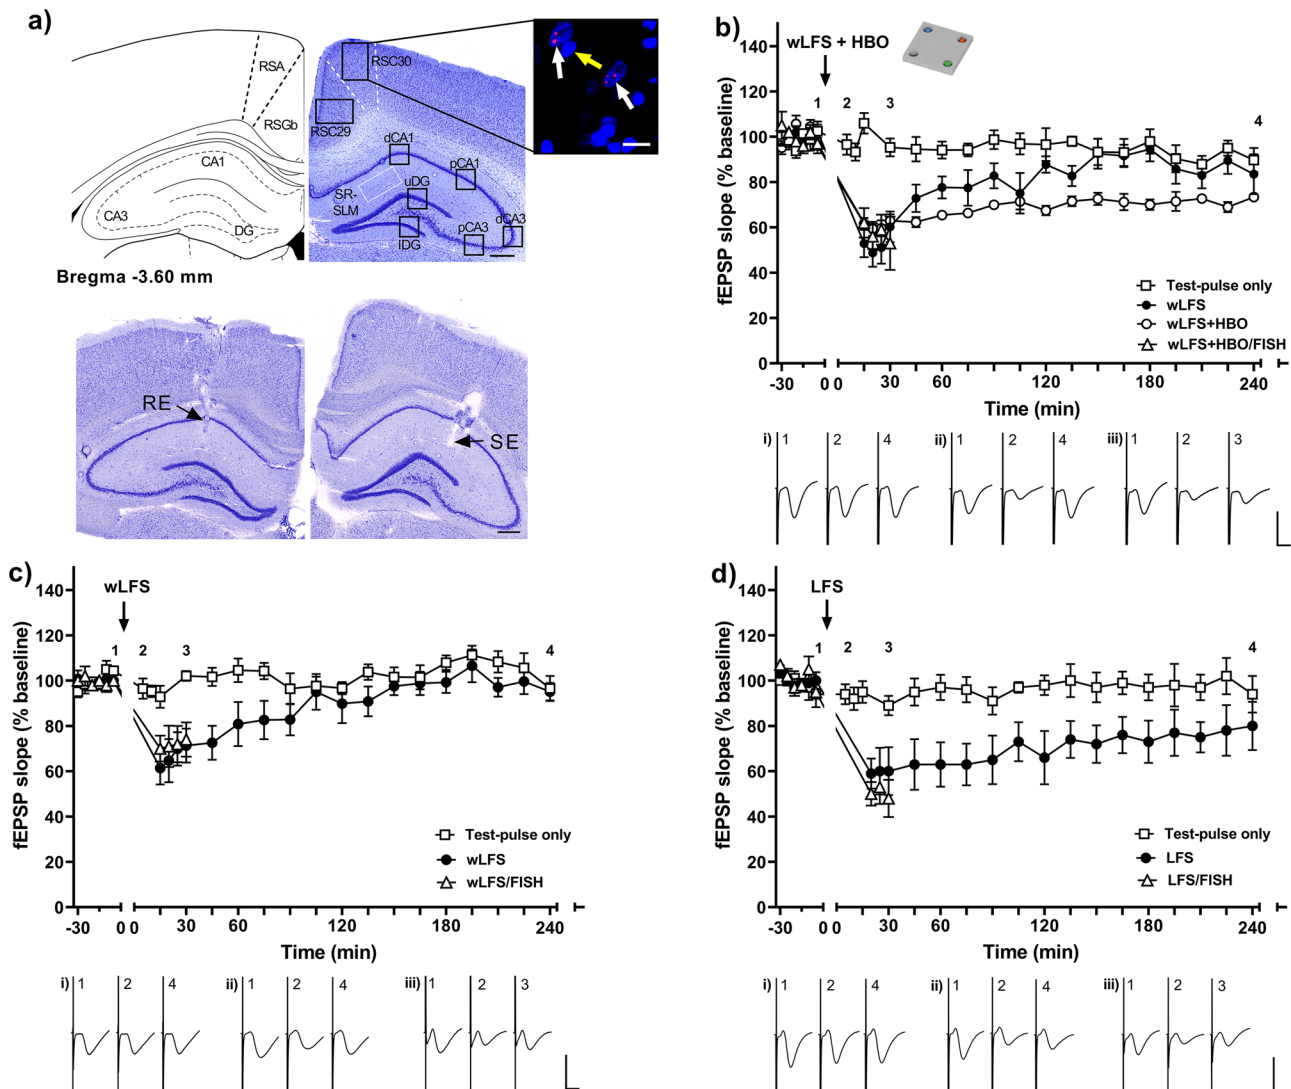 a)
RSA
RSGb
CA1
CA3
DG
Bregma -3.60 mm
RSC30
RSC29
dCA1
pCA1
SR-
SLM
uDG
lDG
pCA3
dCA3
RE
SE
b)
wLFS + HBO
fEPSP slope (% baseline)
140
120
100
80
60
40
20
0
1
2
3
4
Test-pulse only
wLFS
wLFS+HBO
wLFS+HBO/FISH
-30 0 0 30 60 120 180 240
Time (min)
i) 1 2 4 ii) 1 2 4 iii) 1 2 3
c)
wLFS
fEPSP slope (% baseline)
140
120
100
80
60
40
20
0
1 2 3 4
Test-pulse only
wLFS
wLFS/FISH
-30 0 0 30 60 120 180 240
Time (min)
i) 1 2 4 ii) 1 2 4 iii) 1 2 3
d)
LFS
fEPSP slope (% baseline)
140
120
100
80
60
40
20
0
1 2 3 4
Test-pulse only
LFS
LFS/FISH
-30 0 0 30 60 120 180 240
Time (min)
i) 1 2 4 ii) 1 2 4 iii) 1 2 3